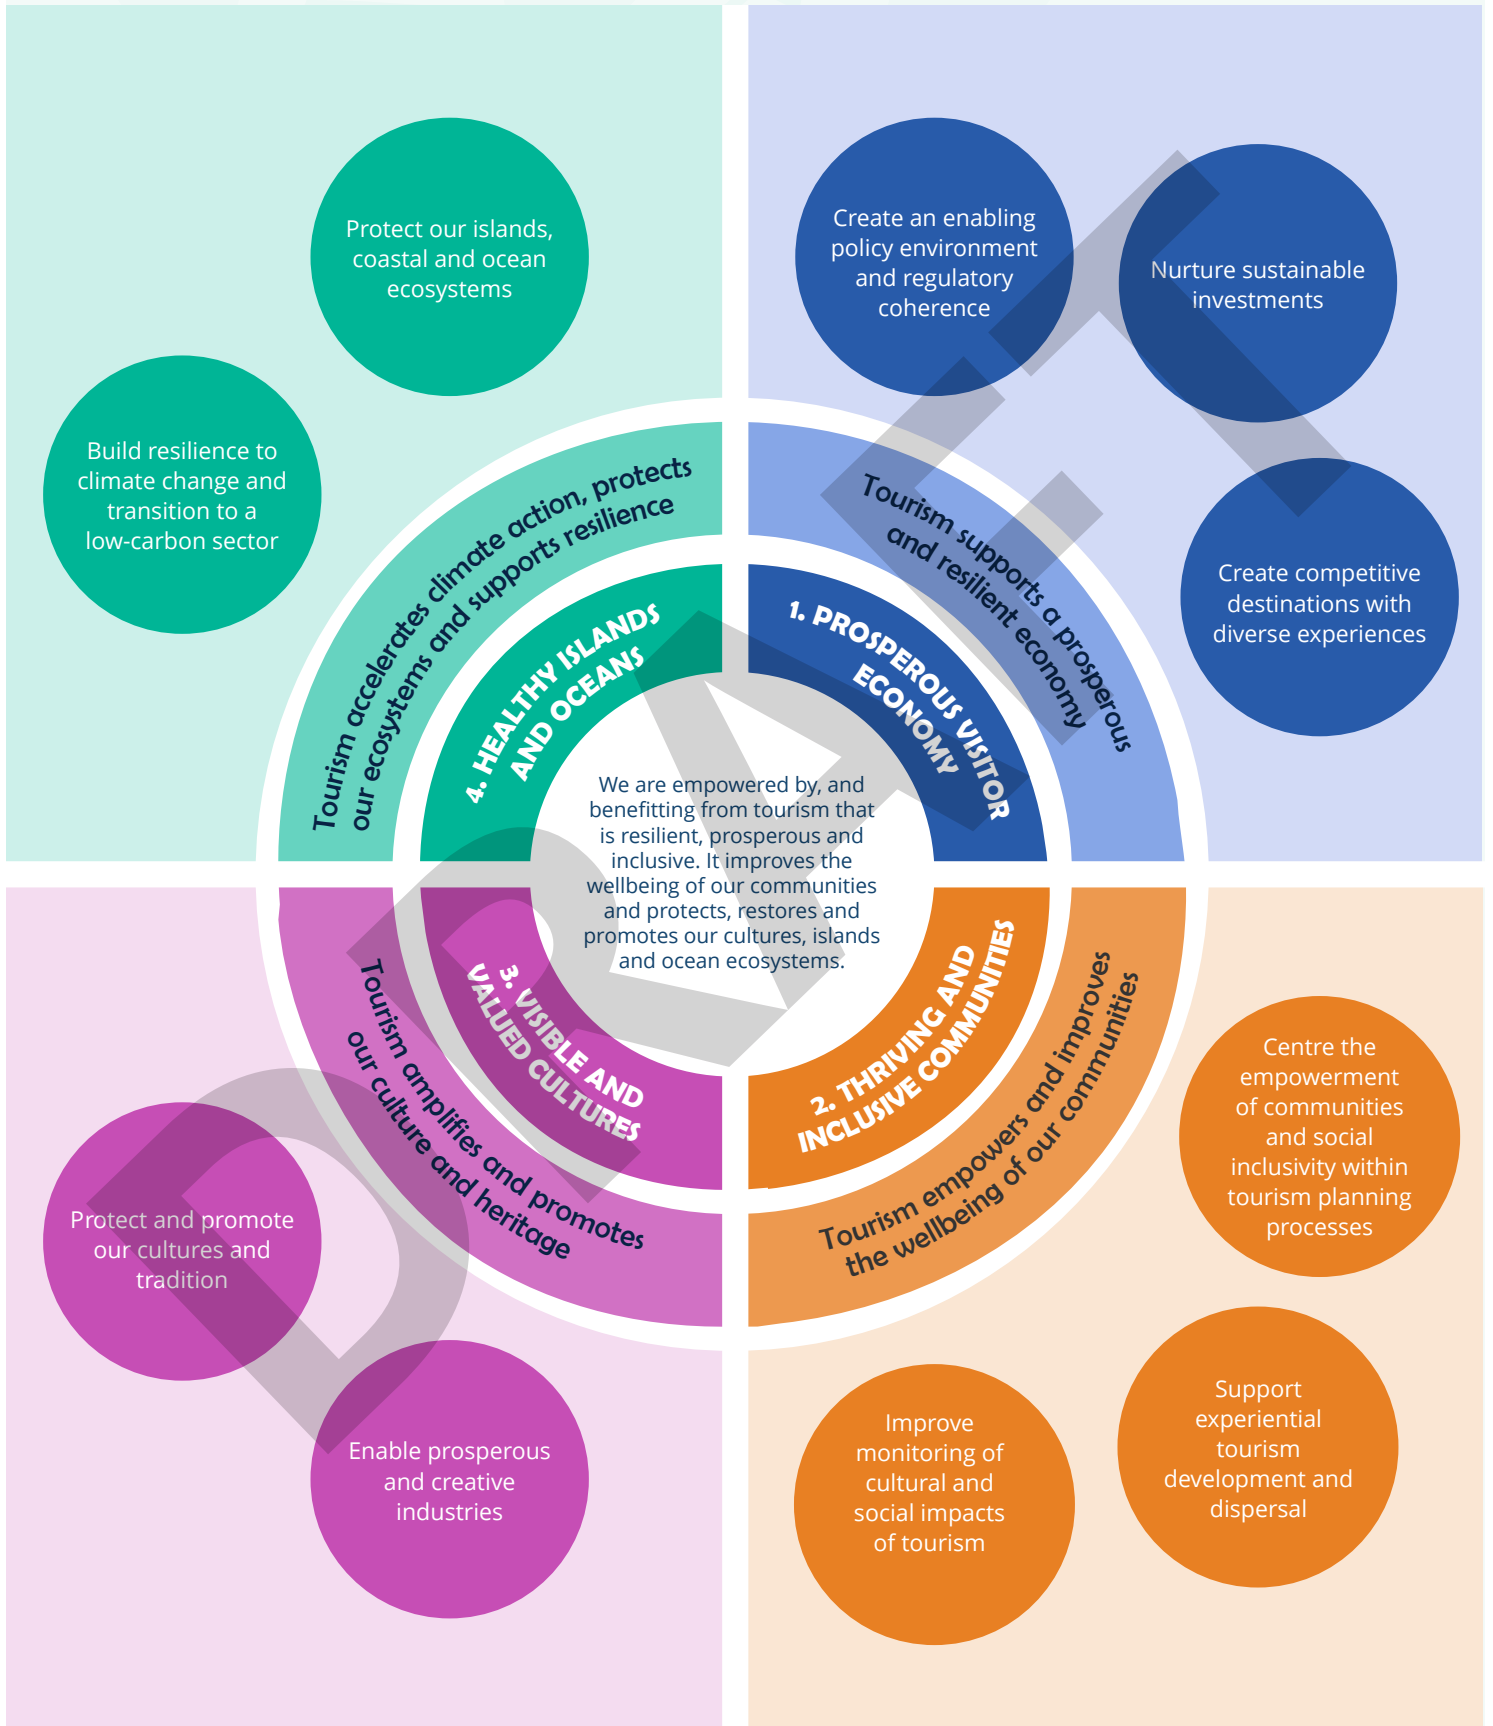 We are empowered by, and
benefitting from tourism that
is resilient, prosperous and
inclusive. It improves the
wellbeing of our communities
and protects, restores and
promotes our cultures, islands
and ocean ecosystems.
1. PROSPEROUS VISITOR
ECONOMY
Tourism supports a prosperous
and resilient economy
Create an enabling
policy environment
and regulatory
coherence
Nurture sustainable
investments
Create competitive
destinations with
diverse experiences
2. THRIVING AND
INCLUSIVE COMMUNITIES
Tourism empowers and improves
the wellbeing of our communities
Centre the
empowerment
of communities
and social
inclusivity within
tourism planning
processes
Support
experiential
tourism
development and
dispersal
Improve
monitoring of
cultural and
social impacts
of tourism
3. VISIBLE AND
VALUED CULTURES
Tourism amplifies and promotes
our culture and heritage
Protect and promote
our cultures and
tradition
Enable prosperous
and creative
industries
4. HEALTHY ISLANDS
AND OCEANS
Tourism accelerates climate action, protects
our ecosystems and supports resilience
Protect our islands,
coastal and ocean
ecosystems
Build resilience to
climate change and
transition to a
low-carbon sector
DRAFT